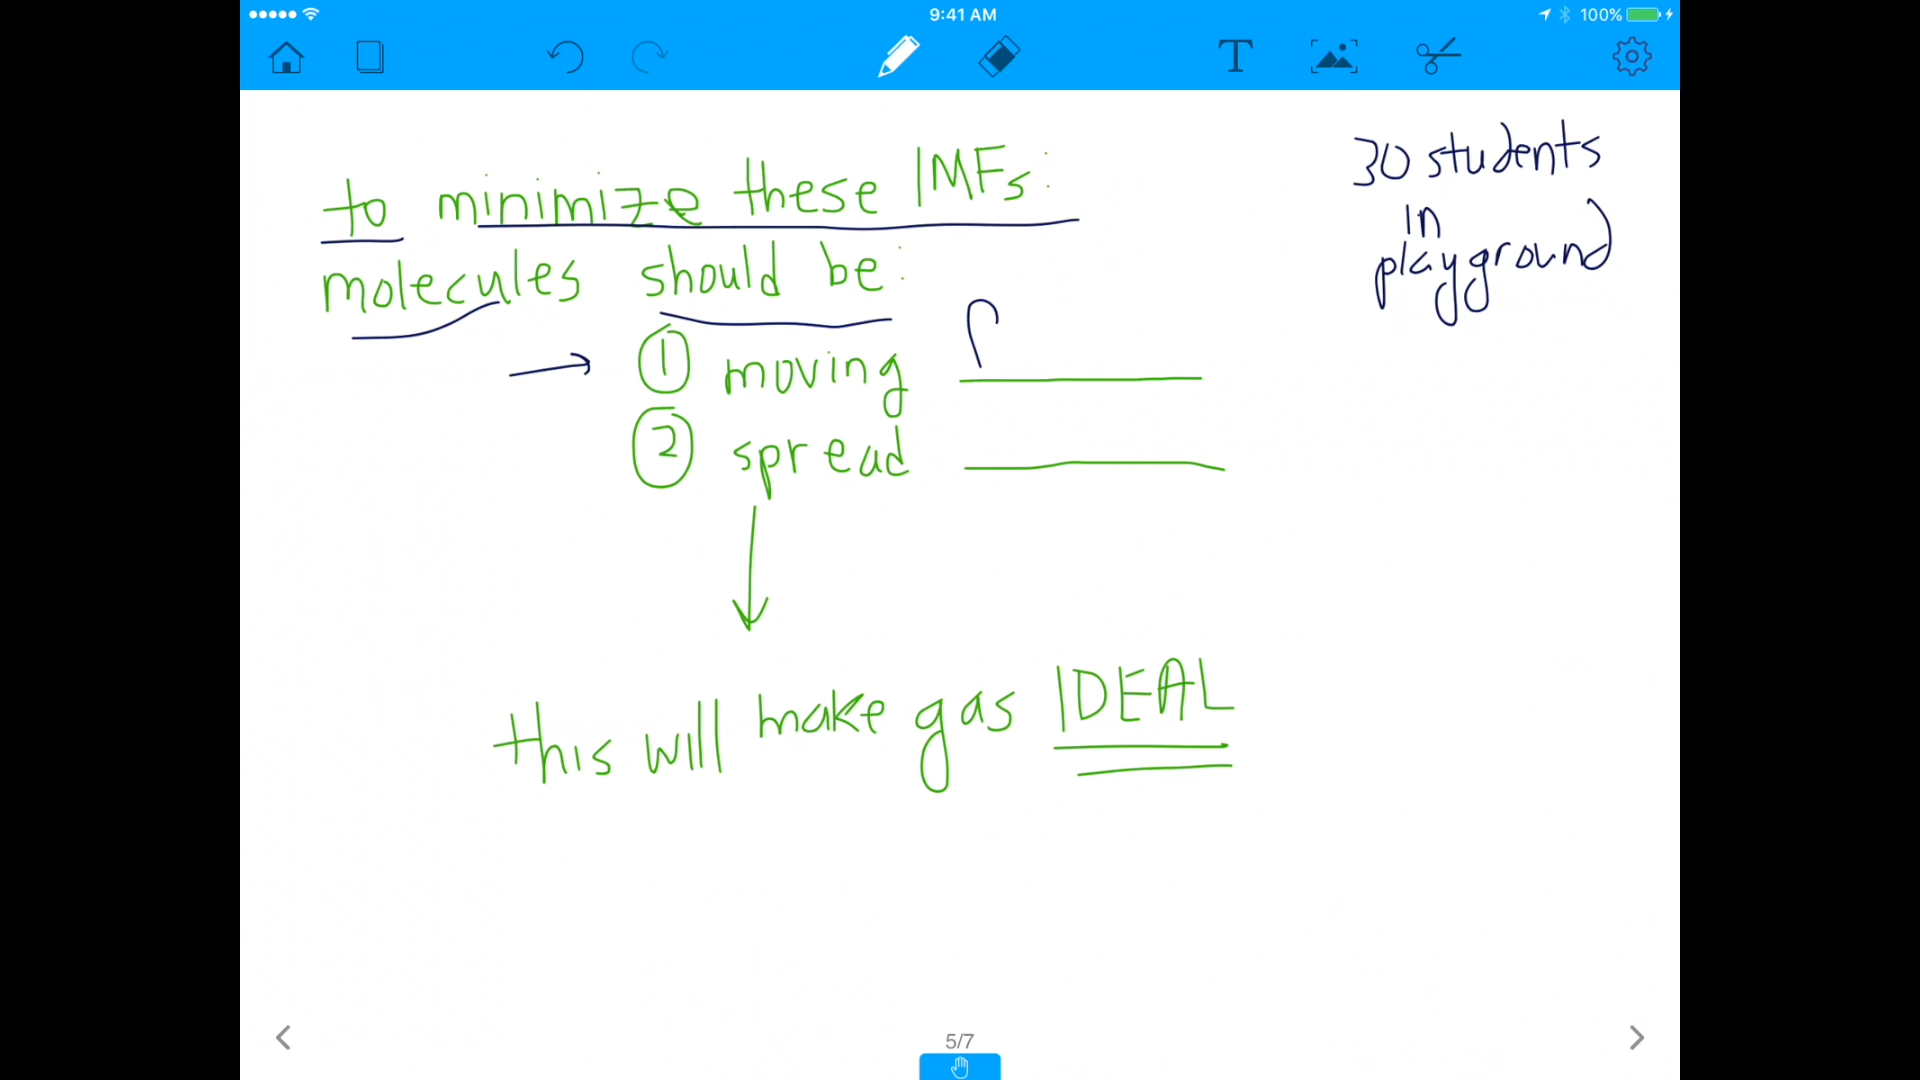 9:41 AM
100%
T
to minimize these IMFs:
molecules should be:
→ ① moving
② spread
this will make gas IDEAL
30 students
in
playground
5/7